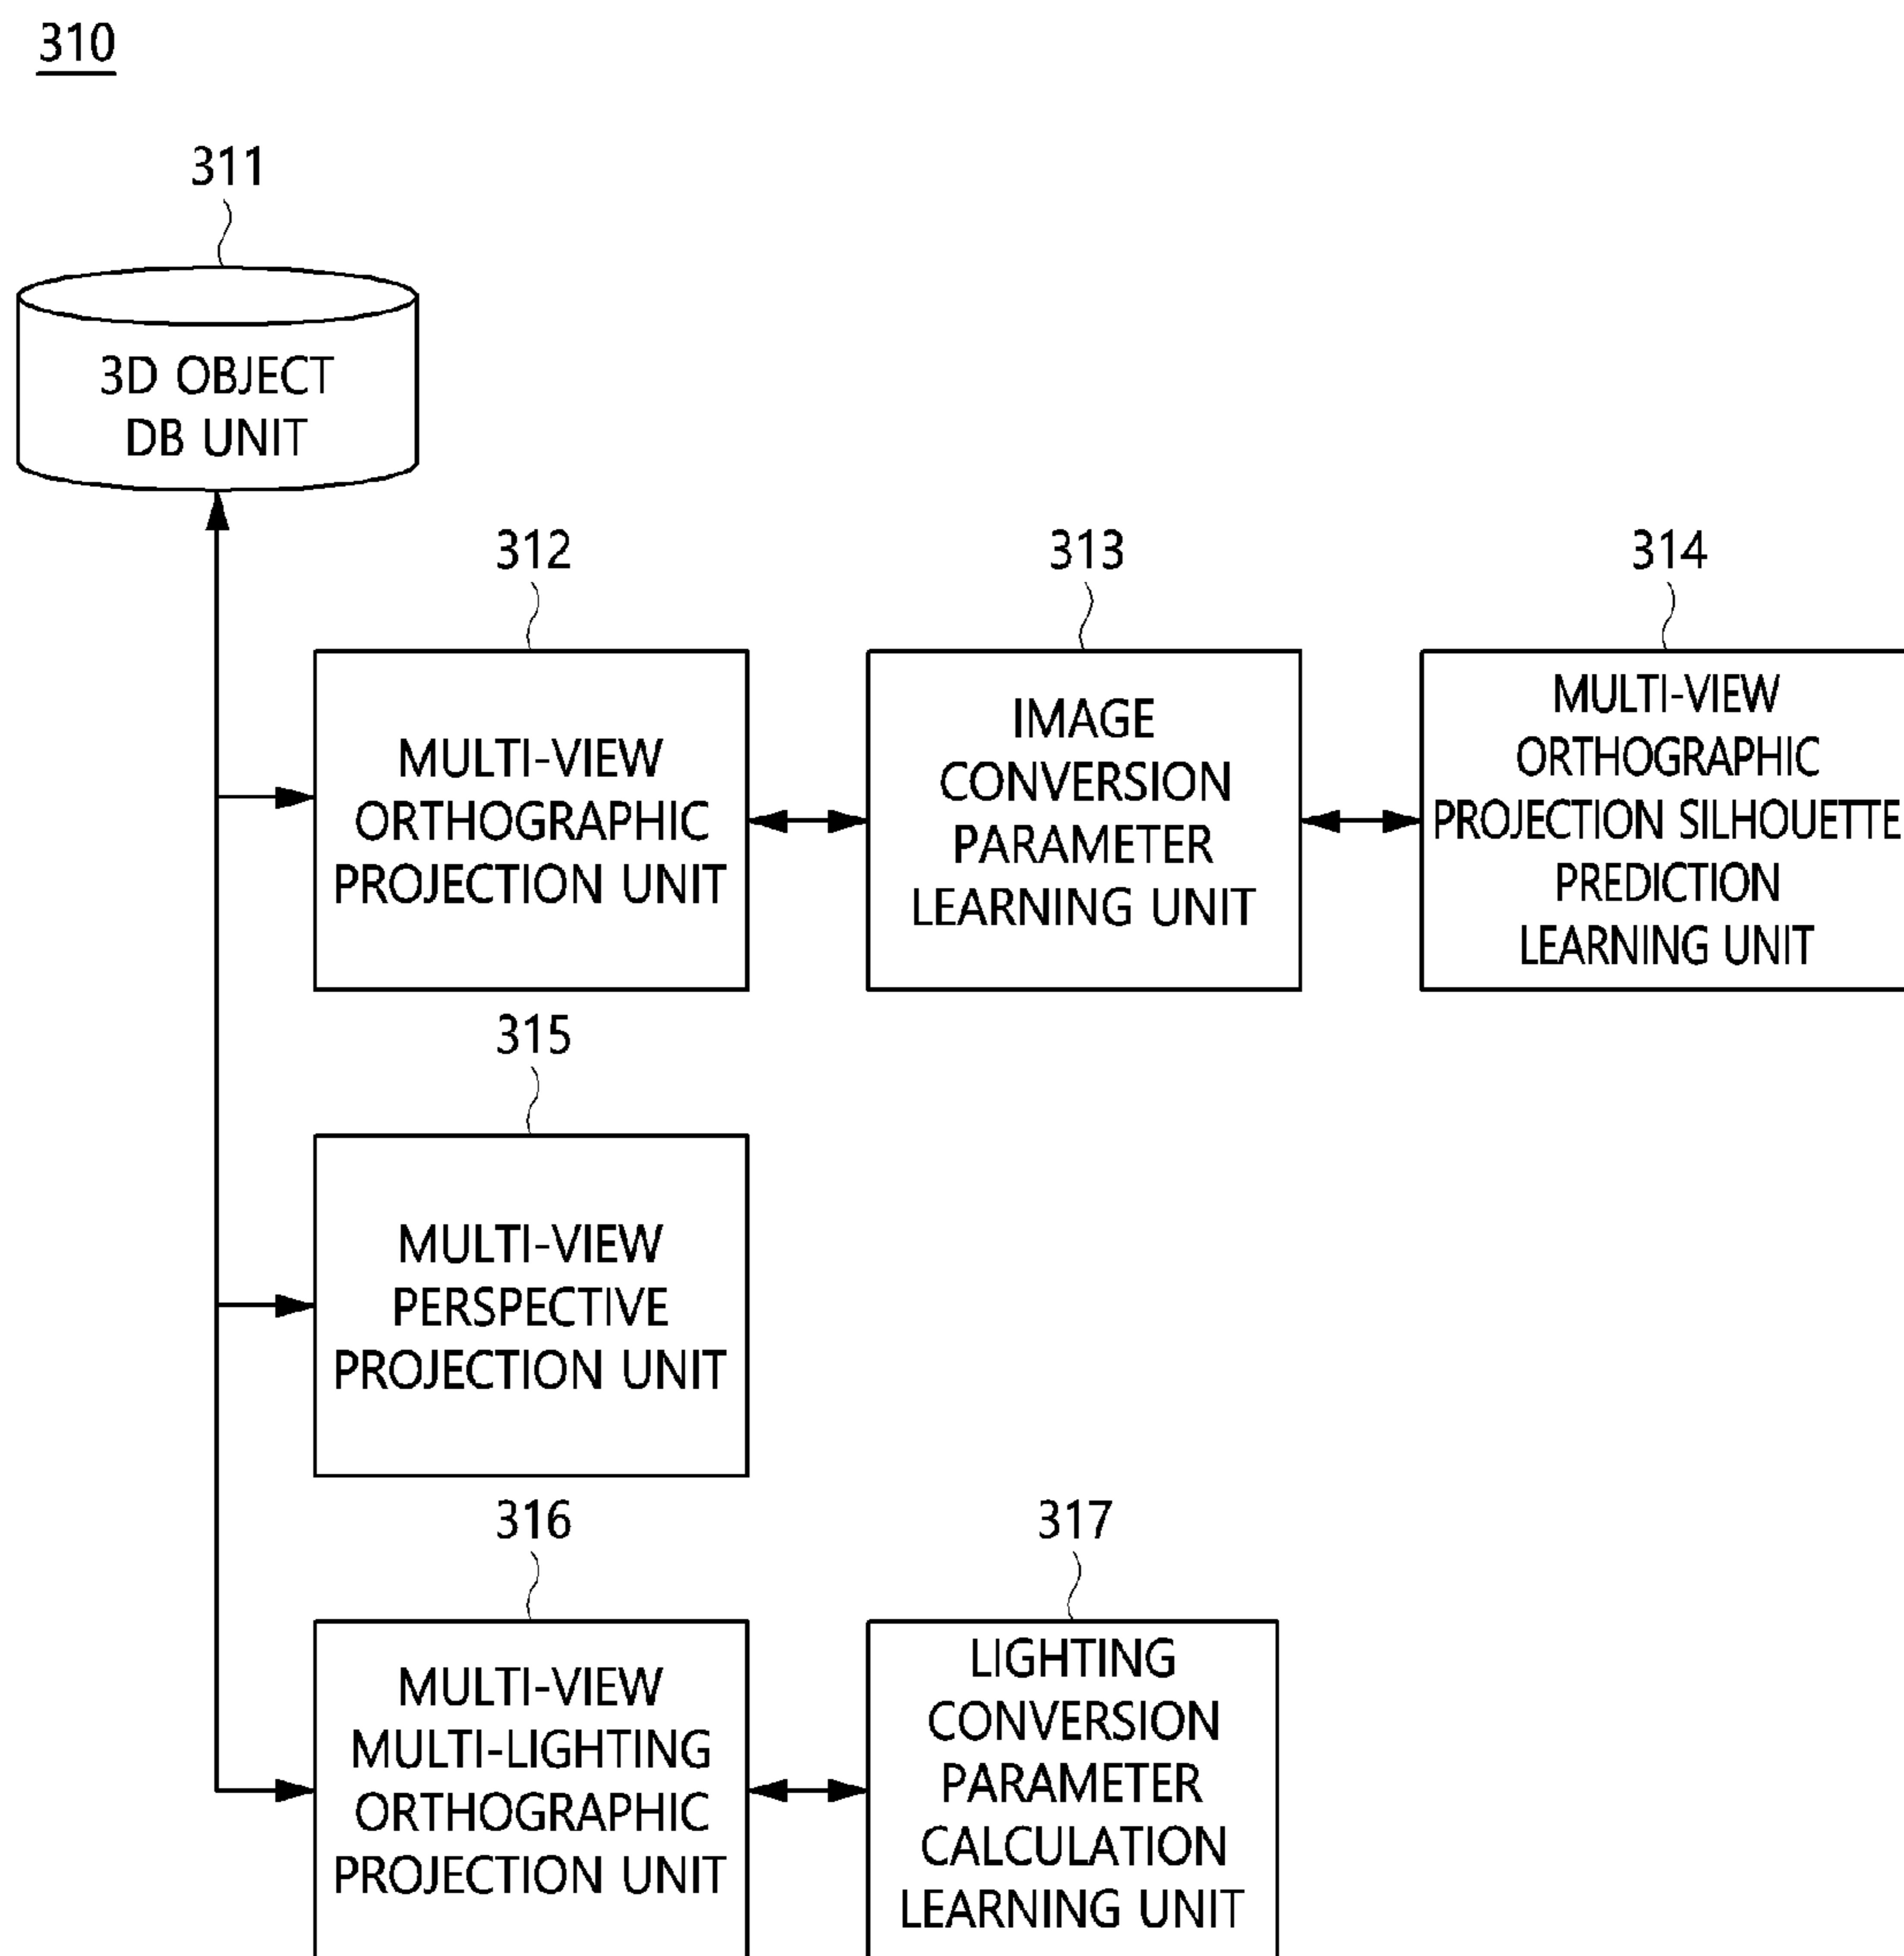 310
311
3D OBJECT
DB UNIT
312
313
314
MULTI-VIEW
ORTHOGRAPHIC
PROJECTION UNIT
IMAGE
CONVERSION
PARAMETER
LEARNING UNIT
MULTI-VIEW
ORTHOGRAPHIC
PROJECTION SILHOUETTE
PREDICTION
LEARNING UNIT
315
MULTI-VIEW
PERSPECTIVE
PROJECTION UNIT
316
317
MULTI-VIEW
MULTI-LIGHTING
ORTHOGRAPHIC
PROJECTION UNIT
LIGHTING
CONVERSION
PARAMETER
CALCULATION
LEARNING UNIT